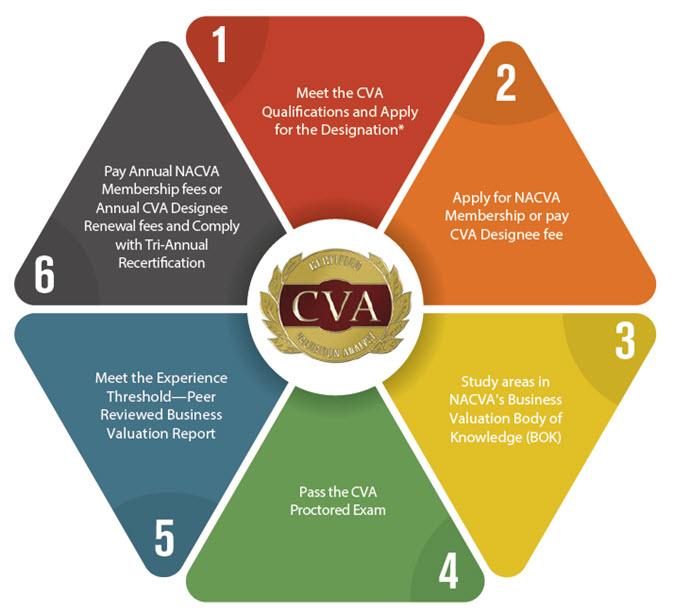 1
Meet the CVA
Qualifications and Apply
for the Designation*
2
Apply for NACVA
Membership or pay
CVA Designee fee
3
Study areas in
NACVA's Business
Valuation Body of
Knowledge (BOK)
4
Pass the CVA
Proctored Exam
5
Meet the Experience
Threshold—Peer
Reviewed Business
Valuation Report
6
Pay Annual NACVA
Membership fees or
Annual CVA Designee
Renewal fees and Comply
with Tri-Annual
Recertification
CERTIFIED
CVA
VALUATION ANALYST